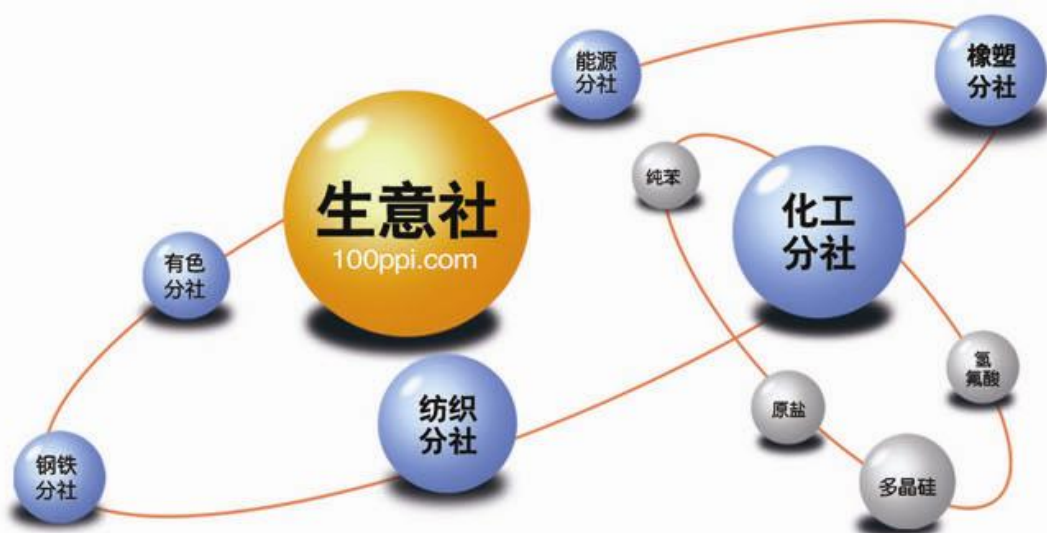 能源
分社
橡塑
分社
纯苯
化工
分社
生意社
100ppi.com
有色
分社
氢
氟酸
纺织
分社
原盐
钢铁
分社
多晶硅